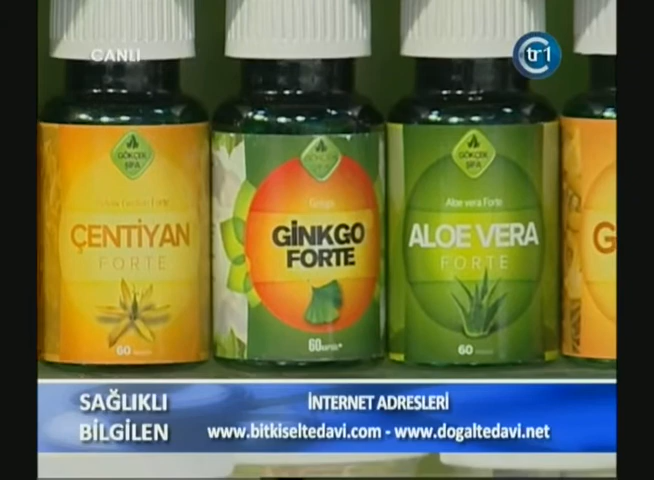 CANLI
tr1
GÖKÇEK
ŞİFA
ÇENTİYAN
FORTE
60
GÖKÇEK
ŞİFA
Ginkgo
GİNKGO
FORTE
60
GÖKÇEK
ŞİFA
Aloe vera Forte
ALOE VERA
FORTE
60
G
SAĞLIKLI
BİLGİLEN
İNTERNET ADRESLERİ
www.bitkiseltedavi.com - www.dogaltedavi.net